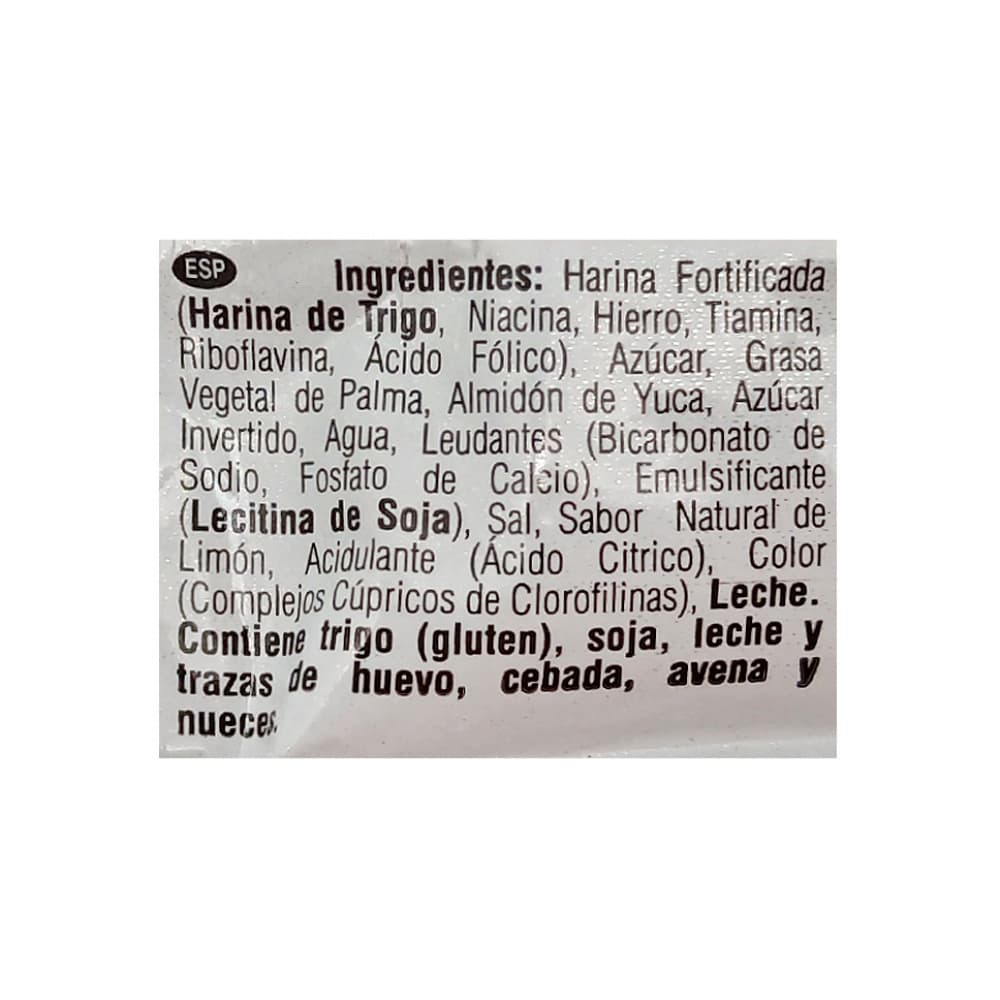 ESP Ingredientes: Harina Fortificada
(Harina de Trigo, Niacina, Hierro, Tiamina,
Riboflavina, Ácido Fólico), Azúcar, Grasa
Vegetal de Palma, Almidón de Yuca, Azúcar
Invertido, Agua, Leudantes (Bicarbonato de
Sodio, Fosfato de Calcio), Emulsificante
(Lecitina de Soja), Sal, Sabor Natural de
Limón, Acidulante (Ácido Citrico), Color
(Complejos Cúpricos de Clorofilinas), Leche.
Contiene trigo (gluten), soja, leche y
trazas de huevo, cebada, avena y
nueces.